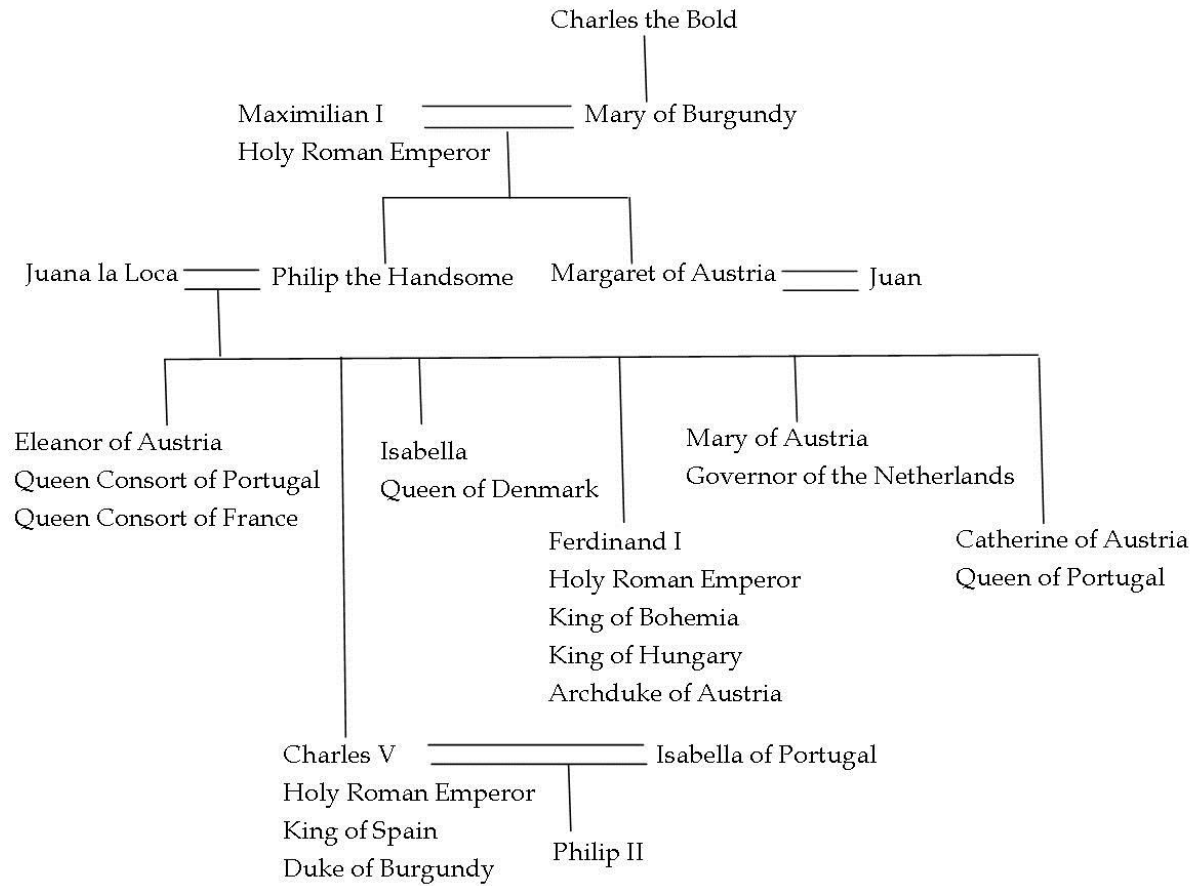 Charles the Bold
Maximilian I
Mary of Burgundy
Holy Roman Emperor
Juana la Loca
Philip the Handsome
Margaret of Austria
Juan
Eleanor of Austria
Queen Consort of Portugal
Queen Consort of France
Isabella
Queen of Denmark
Mary of Austria
Governor of the Netherlands
Ferdinand I
Holy Roman Emperor
King of Bohemia
King of Hungary
Archduke of Austria
Catherine of Austria
Queen of Portugal
Charles V
Holy Roman Emperor
King of Spain
Duke of Burgundy
Isabella of Portugal
Philip II